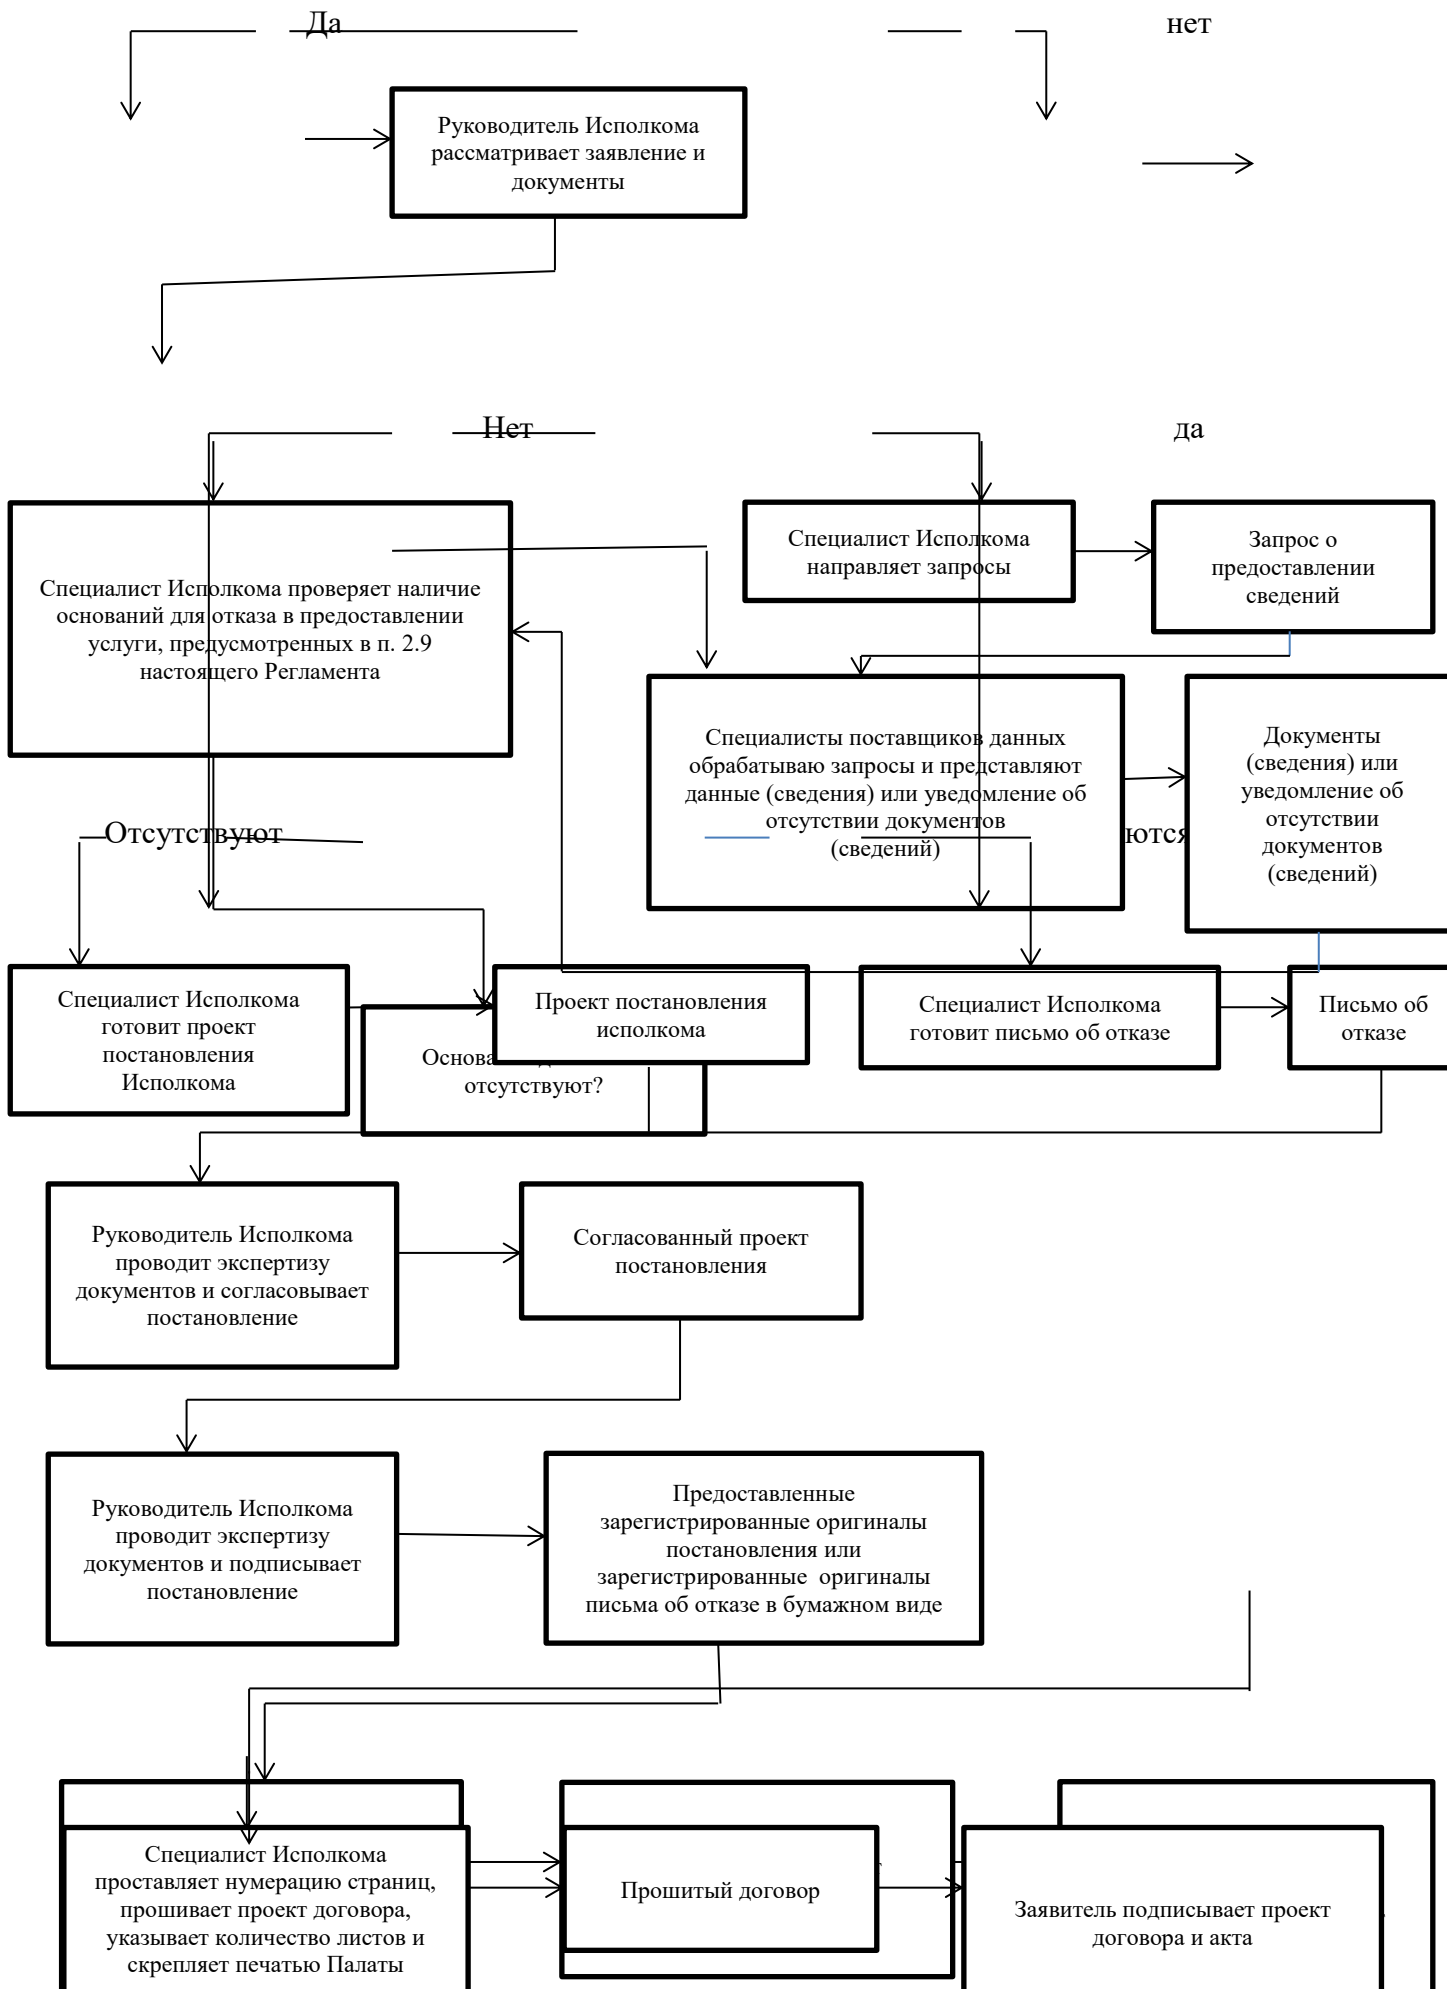 Да
нет
Руководитель Исполкома
рассматривает заявление и
документы
Нет
да
Специалист Исполкома проверяет наличие
оснований для отказа в предоставлении
услуги, предусмотренных в п. 2.9
настоящего Регламента
Специалист Исполкома
направляет запросы
Запрос о
предоставлении
сведений
Специалисты поставщиков данных
обрабатываю запросы и представляют
данные (сведения) или уведомление об
отсутствии документов
(сведений)
Документы
(сведения) или
уведомление об
отсутствии
документов
(сведений)
Отсутствуют
Специалист Исполкома
готовит проект
постановления
Исполкома
отсутствуют?
Проект постановления
исполкома
Специалист Исполкома
готовит письмо об отказе
Письмо об
отказе
Руководитель Исполкома
проводит экспертизу
документов и согласовывает
постановление
Согласованный проект
постановления
Руководитель Исполкома
проводит экспертизу
документов и подписывает
постановление
Предоставленные
зарегистрированные оригиналы
постановления или
зарегистрированные оригиналы
письма об отказе в бумажном виде
Специалист Исполкома
проставляет нумерацию страниц,
прошивает проект договора,
указывает количество листов и
скрепляет печатью Палаты
Прошитый договор
Заявитель подписывает проект
договора и акта